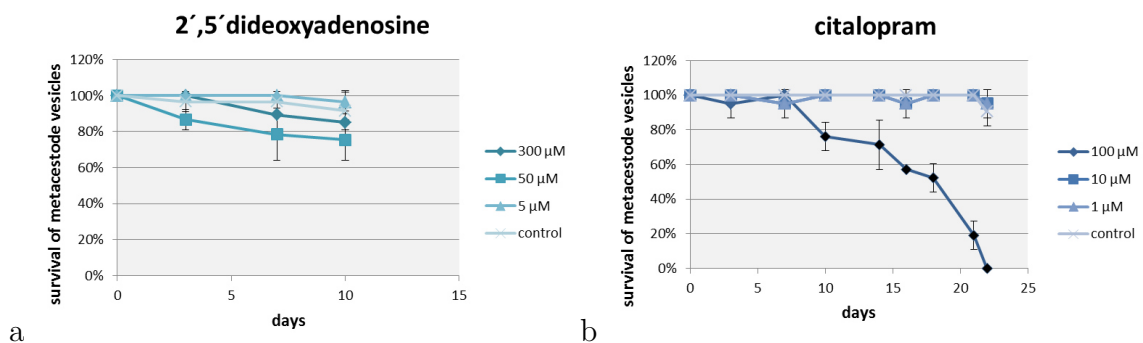 2´,5´dideoxyadenosine
survival of metacestode vesicles
120%
100%
80%
60%
40%
20%
0%
0
5
10
15
days
300 µM
50 µM
5 µM
control
a
citalopram
survival of metacestode vesicles
120%
100%
80%
60%
40%
20%
0%
0
5
10
15
20
25
days
100 µM
10 µM
1 µM
control
b